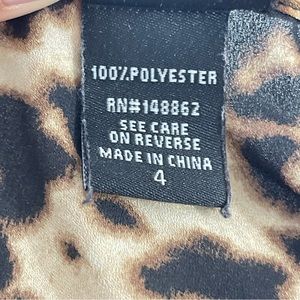 100% POLYESTER
RN#148862
SEE CARE
ON REVERSE
MADE IN CHINA
4